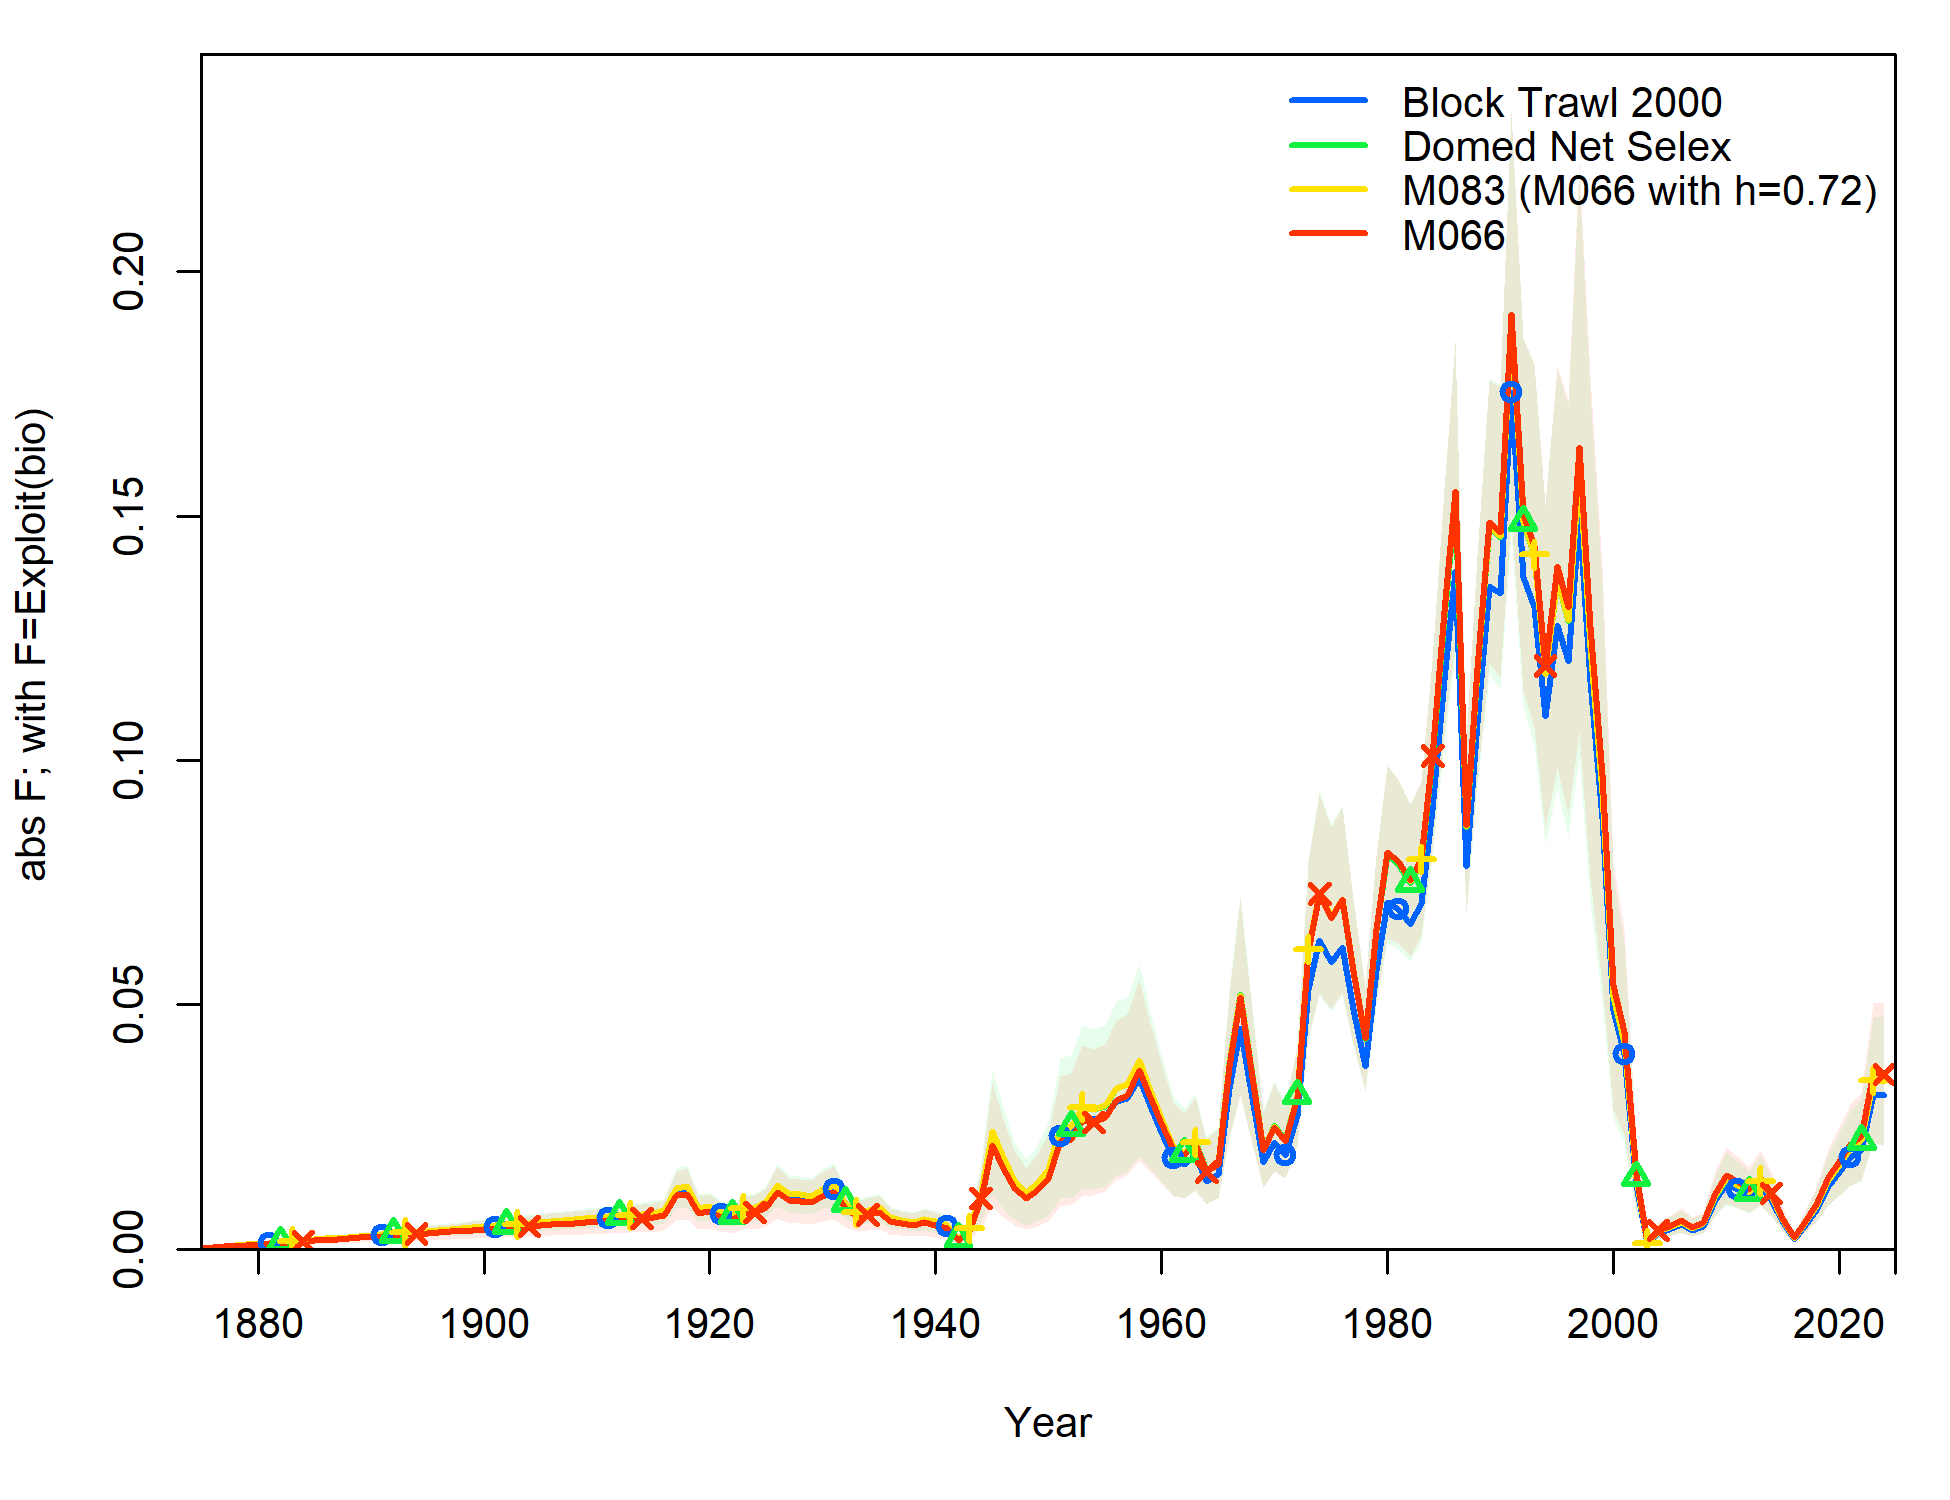 Block Trawl 2000
Domed Net Selex
M083 (M066 with h=0.72)
M066
abs F; with F=Exploit(bio)
0.20
0.15
0.10
0.05
0.00
1880 1900 1920 1940 1960 1980 2000 2020
Year